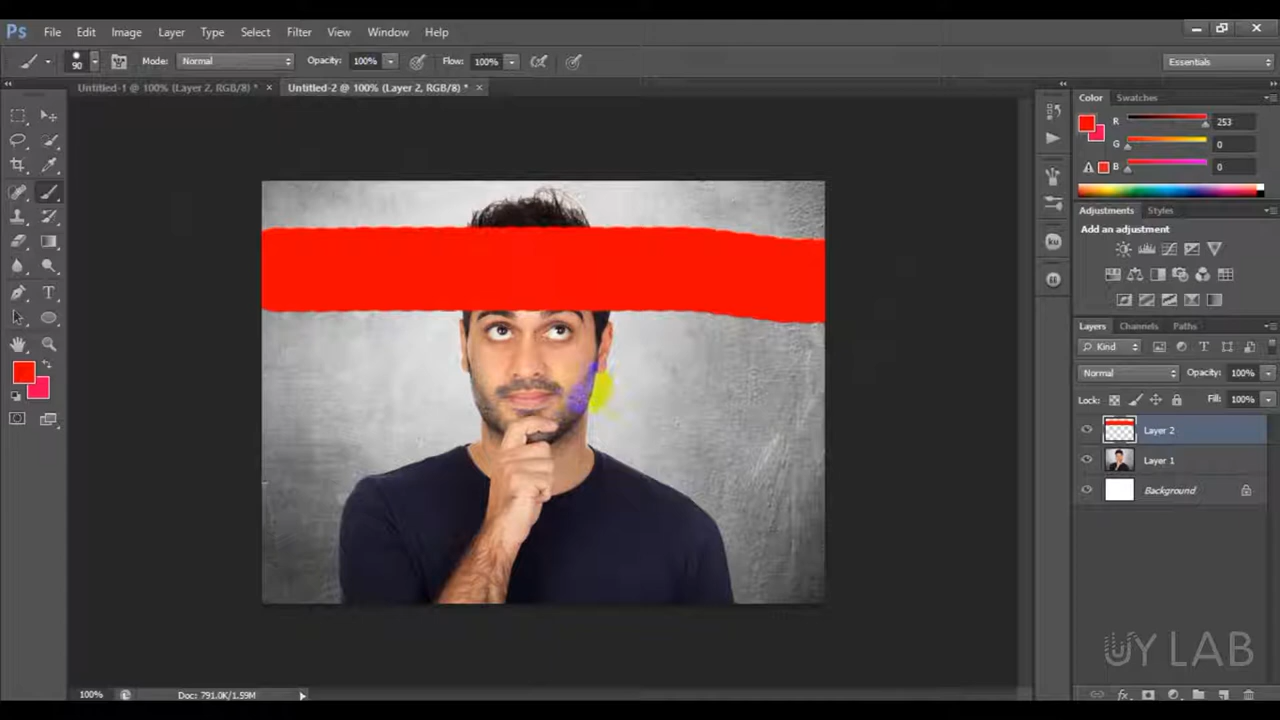 Ps File Edit Image Layer Type Select Filter View Window Help
90 Mode: Normal Opacity: 100% Flow: 100% Essentials
Untitled-1 @ 100% (Layer 2, RGB/8) * × Untitled-2 @ 100% (Layer 2, RGB/8) * ×
Color Swatches
R 253
G 0
B 0
Adjustments Styles
Add an adjustment
Layers Channels Paths
Kind
Normal Opacity: 100%
Lock: Fill: 100%
Layer 2
Layer 1
Background
UY LAB
100% Doc: 791.0K/1.59M